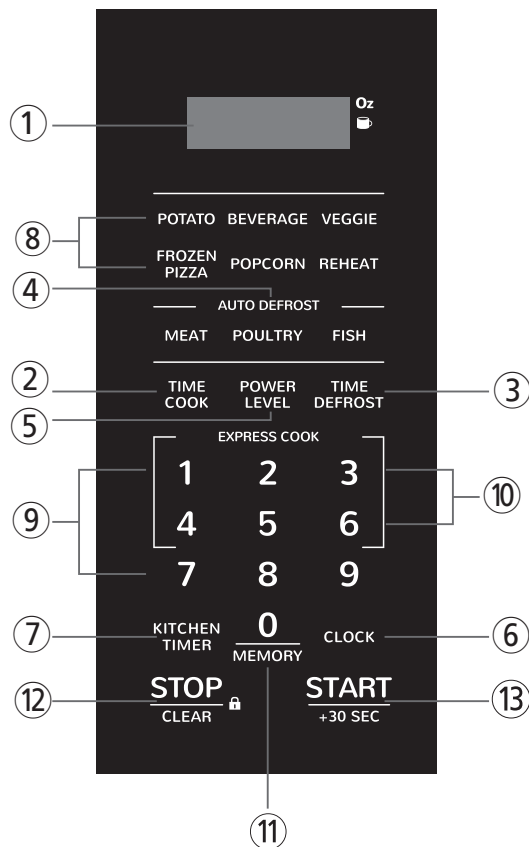 Oz
①
POTATO BEVERAGE VEGGIE
⑧
FROZEN
PIZZA POPCORN REHEAT
④
AUTO DEFROST
MEAT POULTRY FISH
②
TIME
COOK
POWER
LEVEL
TIME
DEFROST
③
⑤
EXPRESS COOK
1 2 3
⑨
⑩
4 5 6
7 8 9
⑦
KITCHEN
TIMER
0
MEMORY
CLOCK
⑥
⑫
STOP
CLEAR
START
+30 SEC
⑬
⑪